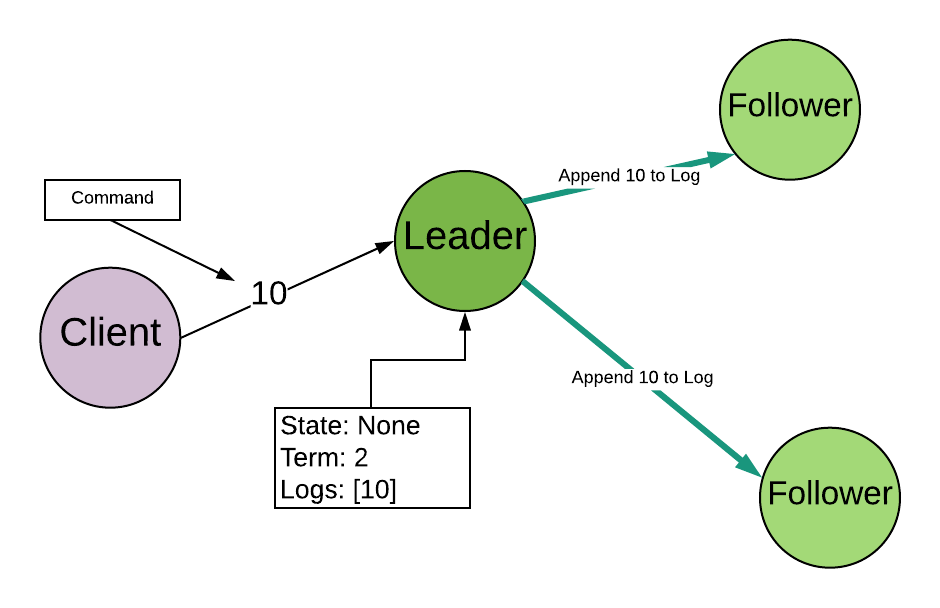 Follower
Append 10 to Log
Command
Leader
10
Client
Append 10 to Log
State: None
Term: 2
Logs: [10]
Follower